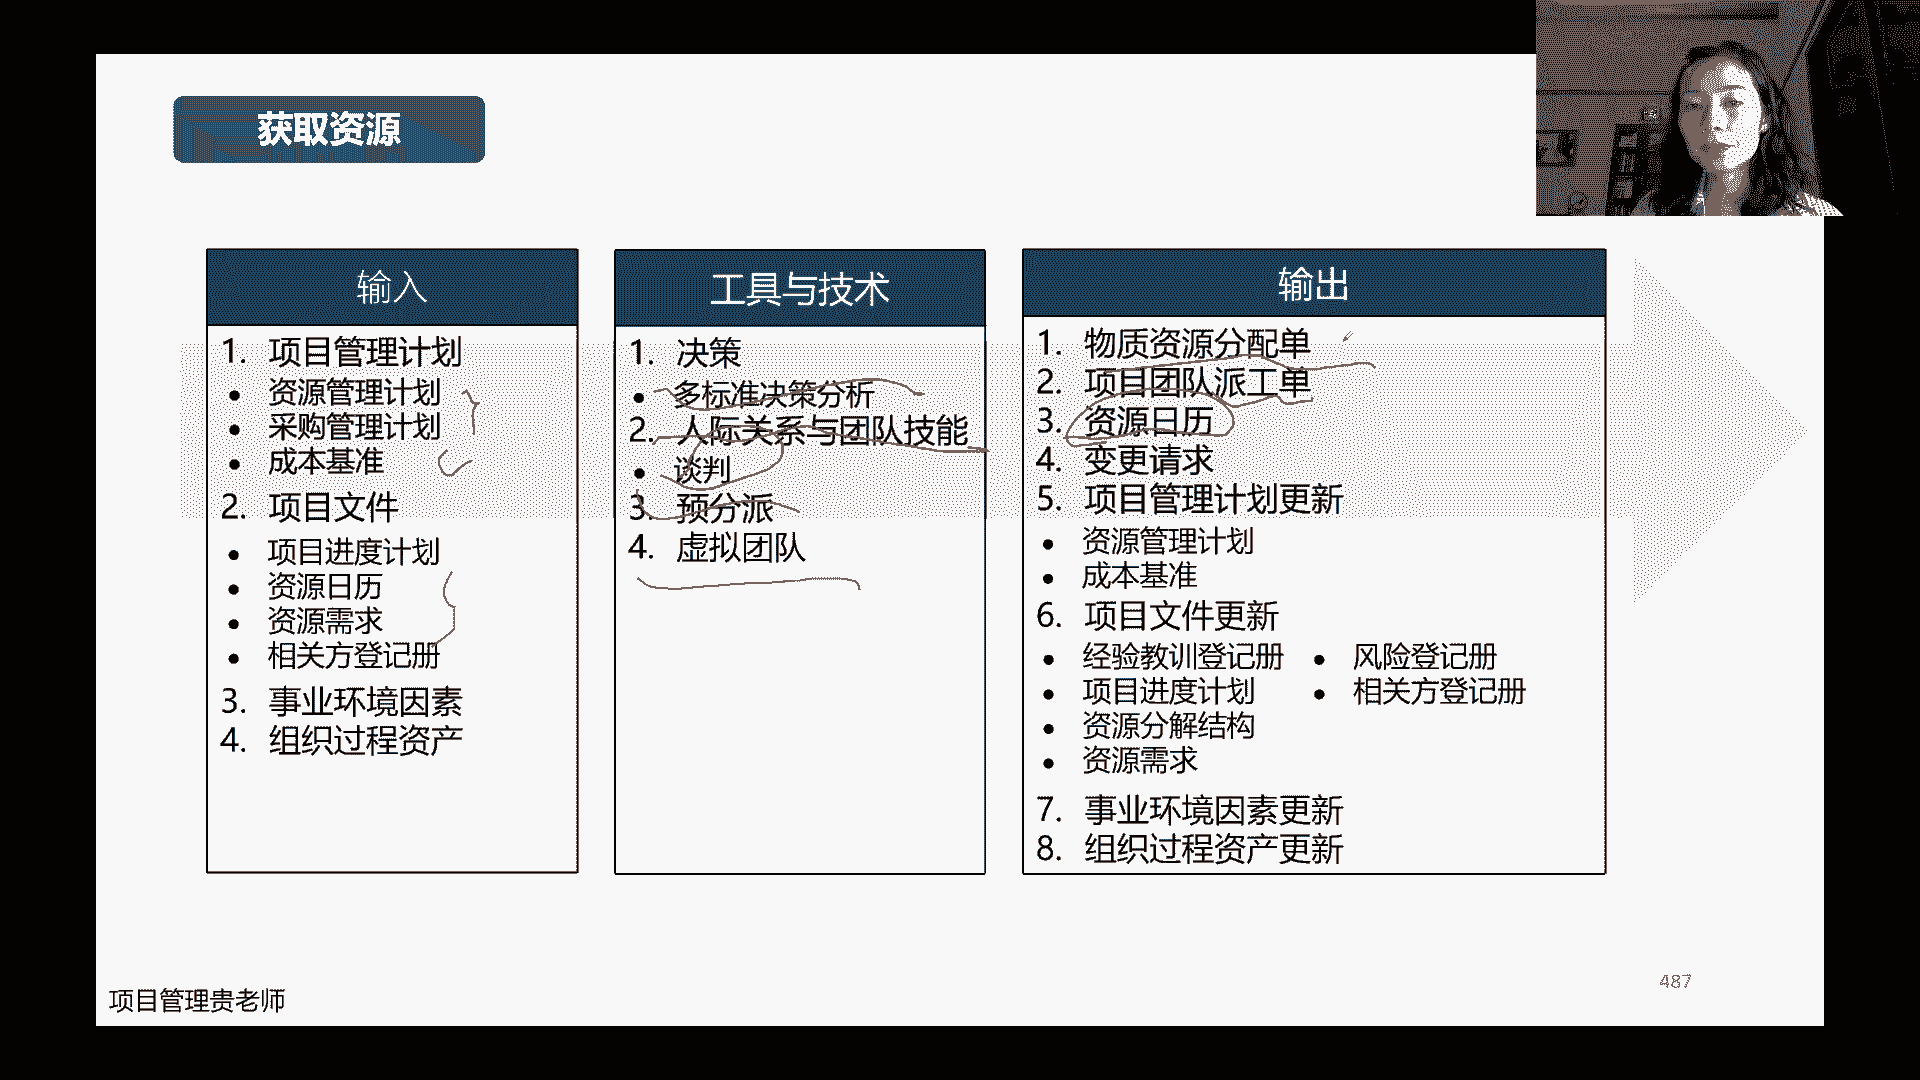 获取资源
输入
1. 项目管理计划
• 资源管理计划
• 采购管理计划
• 成本基准
2. 项目文件
• 项目进度计划
• 资源日历
• 资源需求
• 相关方登记册
3. 事业环境因素
4. 组织过程资产
工具与技术
1. 决策
• 多标准决策分析
2. 人际关系与团队技能
• 谈判
3. 预分派
4. 虚拟团队
输出
1. 物质资源分配单
2. 项目团队派工单
3. 资源日历
4. 变更请求
5. 项目管理计划更新
• 资源管理计划
• 成本基准
6. 项目文件更新
• 经验教训登记册 • 风险登记册
• 项目进度计划 • 相关方登记册
• 资源分解结构
• 资源需求
7. 事业环境因素更新
8. 组织过程资产更新
487
项目管理贵老师